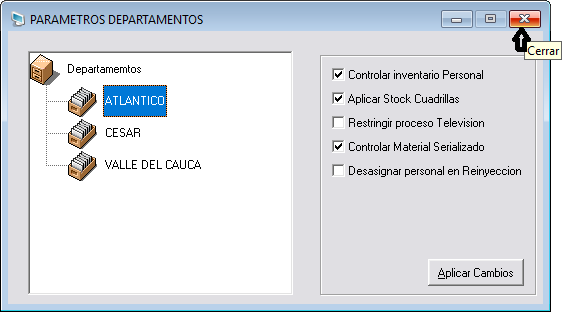 PARAMETROS DEPARTAMENTOS
Cerrar
Departamemtos
ATLANTICO
CESAR
VALLE DEL CAUCA
Controlar inventario Personal
Aplicar Stock Cuadrillas
Restringir proceso Television
Controlar Material Serializado
Desasignar personal en Reinyeccion
Aplicar Cambios